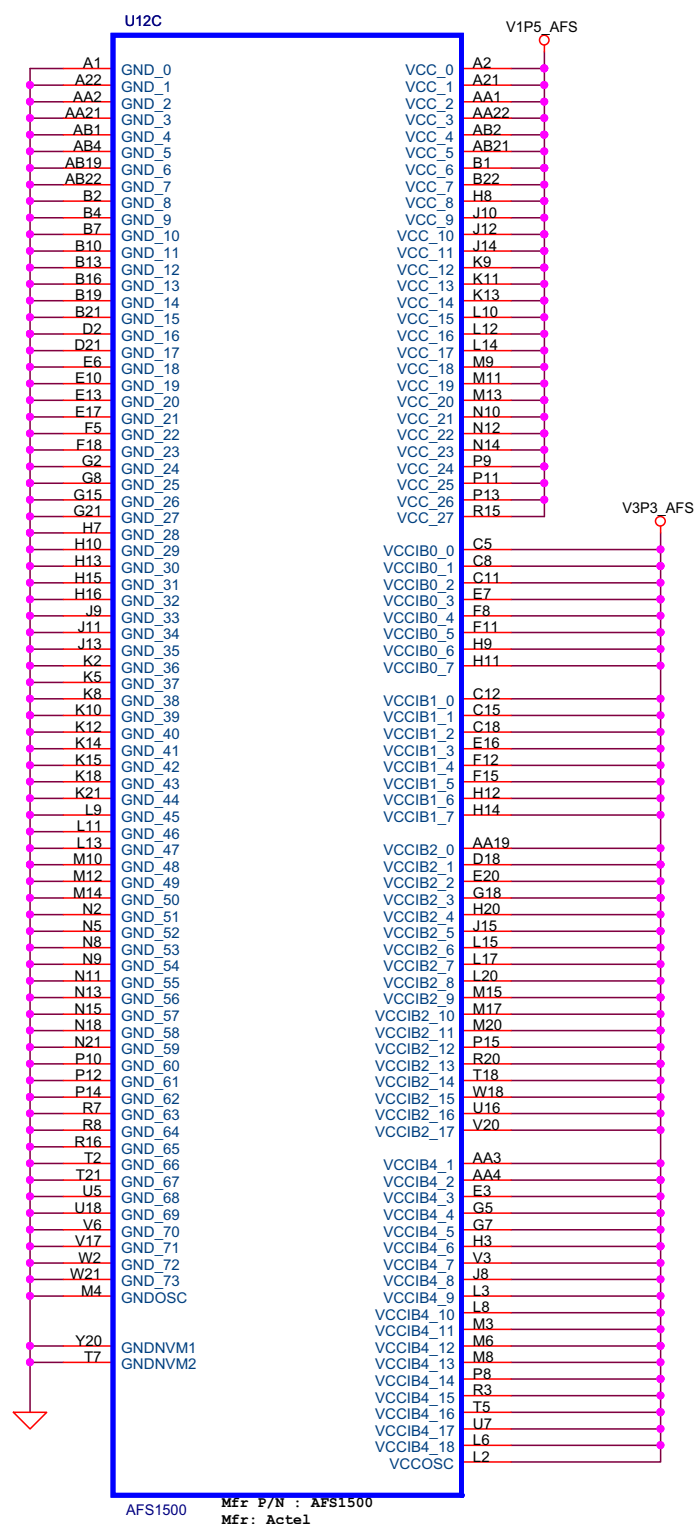 U12C
V1P5_AFS
A1 GND_0 VCC_0 A2
A22 GND_1 VCC_1 A21
AA2 GND_2 VCC_2 AA1
AA21 GND_3 VCC_3 AA22
AB1 GND_4 VCC_4 AB2
AB4 GND_5 VCC_5 AB21
AB19 GND_6 VCC_6 B1
AB22 GND_7 VCC_7 B22
B2 GND_8 VCC_8 H8
B4 GND_9 VCC_9 J10
B7 GND_10 VCC_10 J12
B10 GND_11 VCC_11 J14
B13 GND_12 VCC_12 K9
B16 GND_13 VCC_13 K11
B19 GND_14 VCC_14 K13
B21 GND_15 VCC_15 L10
D2 GND_16 VCC_16 L12
D21 GND_17 VCC_17 L14
E6 GND_18 VCC_18 M9
E10 GND_19 VCC_19 M11
E13 GND_20 VCC_20 M13
E17 GND_21 VCC_21 N10
F5 GND_22 VCC_22 N12
F18 GND_23 VCC_23 N14
G2 GND_24 VCC_24 P9
G8 GND_25 VCC_25 P11
G15 GND_26 VCC_26 P13
G21 GND_27 VCC_27 R15
V3P3_AFS
H7 GND_28
H10 GND_29 VCCIB0_0 C5
H13 GND_30 VCCIB0_1 C8
H15 GND_31 VCCIB0_2 C11
H16 GND_32 VCCIB0_3 E7
J9 GND_33 VCCIB0_4 F8
J11 GND_34 VCCIB0_5 F11
J13 GND_35 VCCIB0_6 H9
K2 GND_36 VCCIB0_7 H11
K5 GND_37
K8 GND_38 VCCIB1_0 C12
K10 GND_39 VCCIB1_1 C15
K12 GND_40 VCCIB1_2 C18
K14 GND_41 VCCIB1_3 E16
K15 GND_42 VCCIB1_4 F12
K18 GND_43 VCCIB1_5 F15
K21 GND_44 VCCIB1_6 H12
L9 GND_45 VCCIB1_7 H14
L11 GND_46
L13 GND_47 VCCIB2_0 AA19
M10 GND_48 VCCIB2_1 D18
M12 GND_49 VCCIB2_2 E20
M14 GND_50 VCCIB2_3 G18
N2 GND_51 VCCIB2_4 H20
N5 GND_52 VCCIB2_5 J15
N8 GND_53 VCCIB2_6 L15
N9 GND_54 VCCIB2_7 L17
N11 GND_55 VCCIB2_8 L20
N13 GND_56 VCCIB2_9 M15
N15 GND_57 VCCIB2_10 M17
N18 GND_58 VCCIB2_11 M20
N21 GND_59 VCCIB2_12 P15
P10 GND_60 VCCIB2_13 R20
P12 GND_61 VCCIB2_14 T18
P14 GND_62 VCCIB2_15 W18
R7 GND_63 VCCIB2_16 U16
R8 GND_64 VCCIB2_17 V20
R16 GND_65
T2 GND_66 VCCIB4_1 AA3
T21 GND_67 VCCIB4_2 AA4
U5 GND_68 VCCIB4_3 E3
U18 GND_69 VCCIB4_4 G5
V6 GND_70 VCCIB4_5 G7
V17 GND_71 VCCIB4_6 H3
W2 GND_72 VCCIB4_7 V3
W21 GND_73 VCCIB4_8 J8
M4 GNDOSC VCCIB4_9 L3
VCCIB4_10 L8
VCCIB4_11 M3
Y20 GNDNVM1 VCCIB4_12 M6
T7 GNDNVM2 VCCIB4_13 M8
VCCIB4_14 P8
VCCIB4_15 R3
VCCIB4_16 T5
VCCIB4_17 U7
VCCIB4_18 L6
VCCOSC L2
AFS1500
Mfr P/N : AFS1500
Mfr: Actel